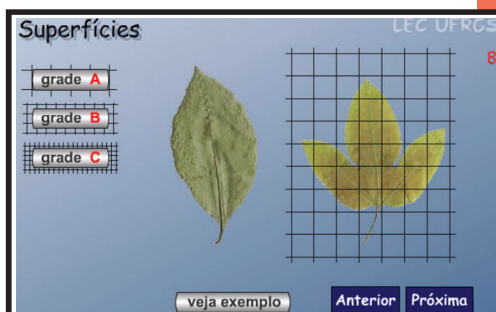 Superfícies
LEC UFRGS
8
grade A
grade B
grade C
veja exemplo
Anterior
Próxima